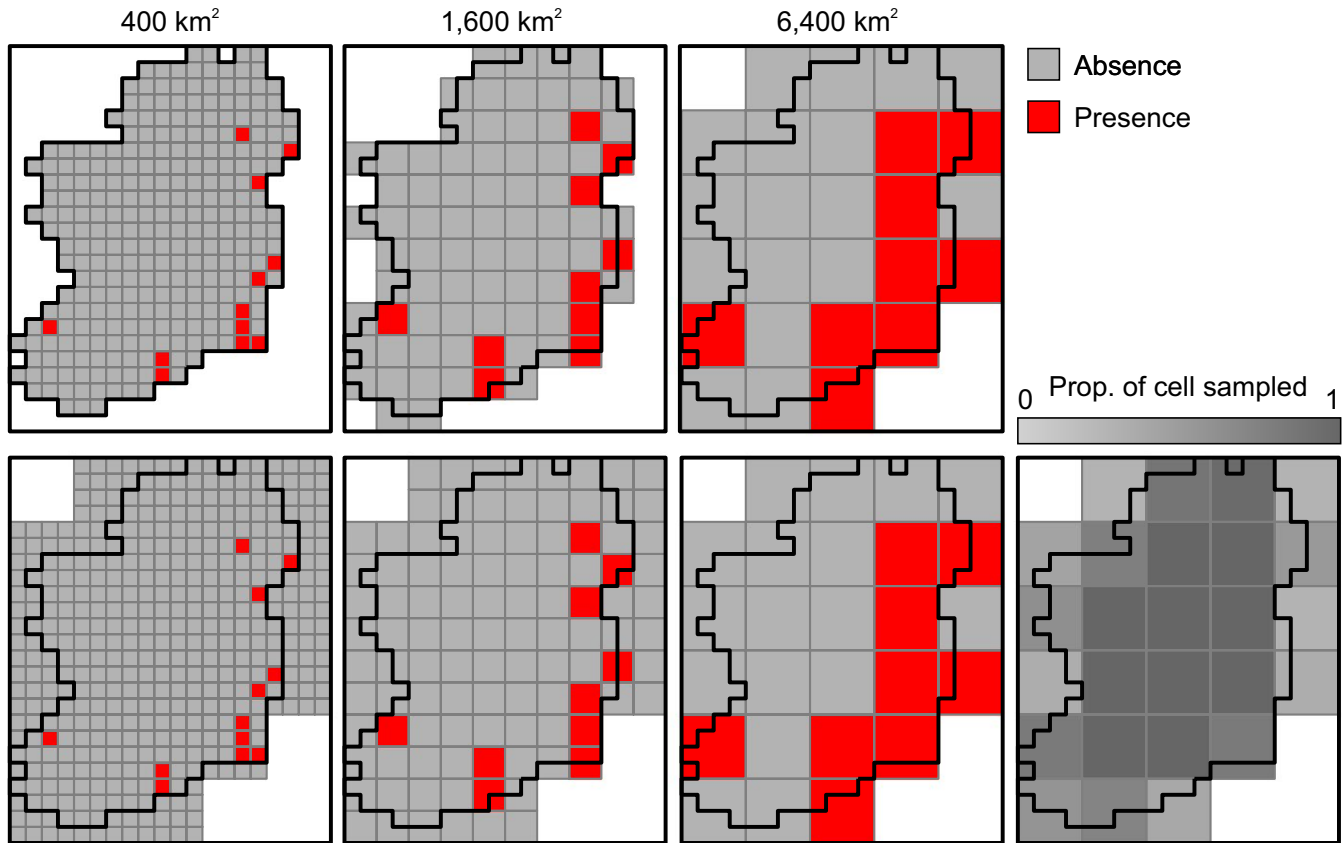 400 km²
1,600 km²
6,400 km²
Absence
Presence
Prop. of cell sampled
0
1